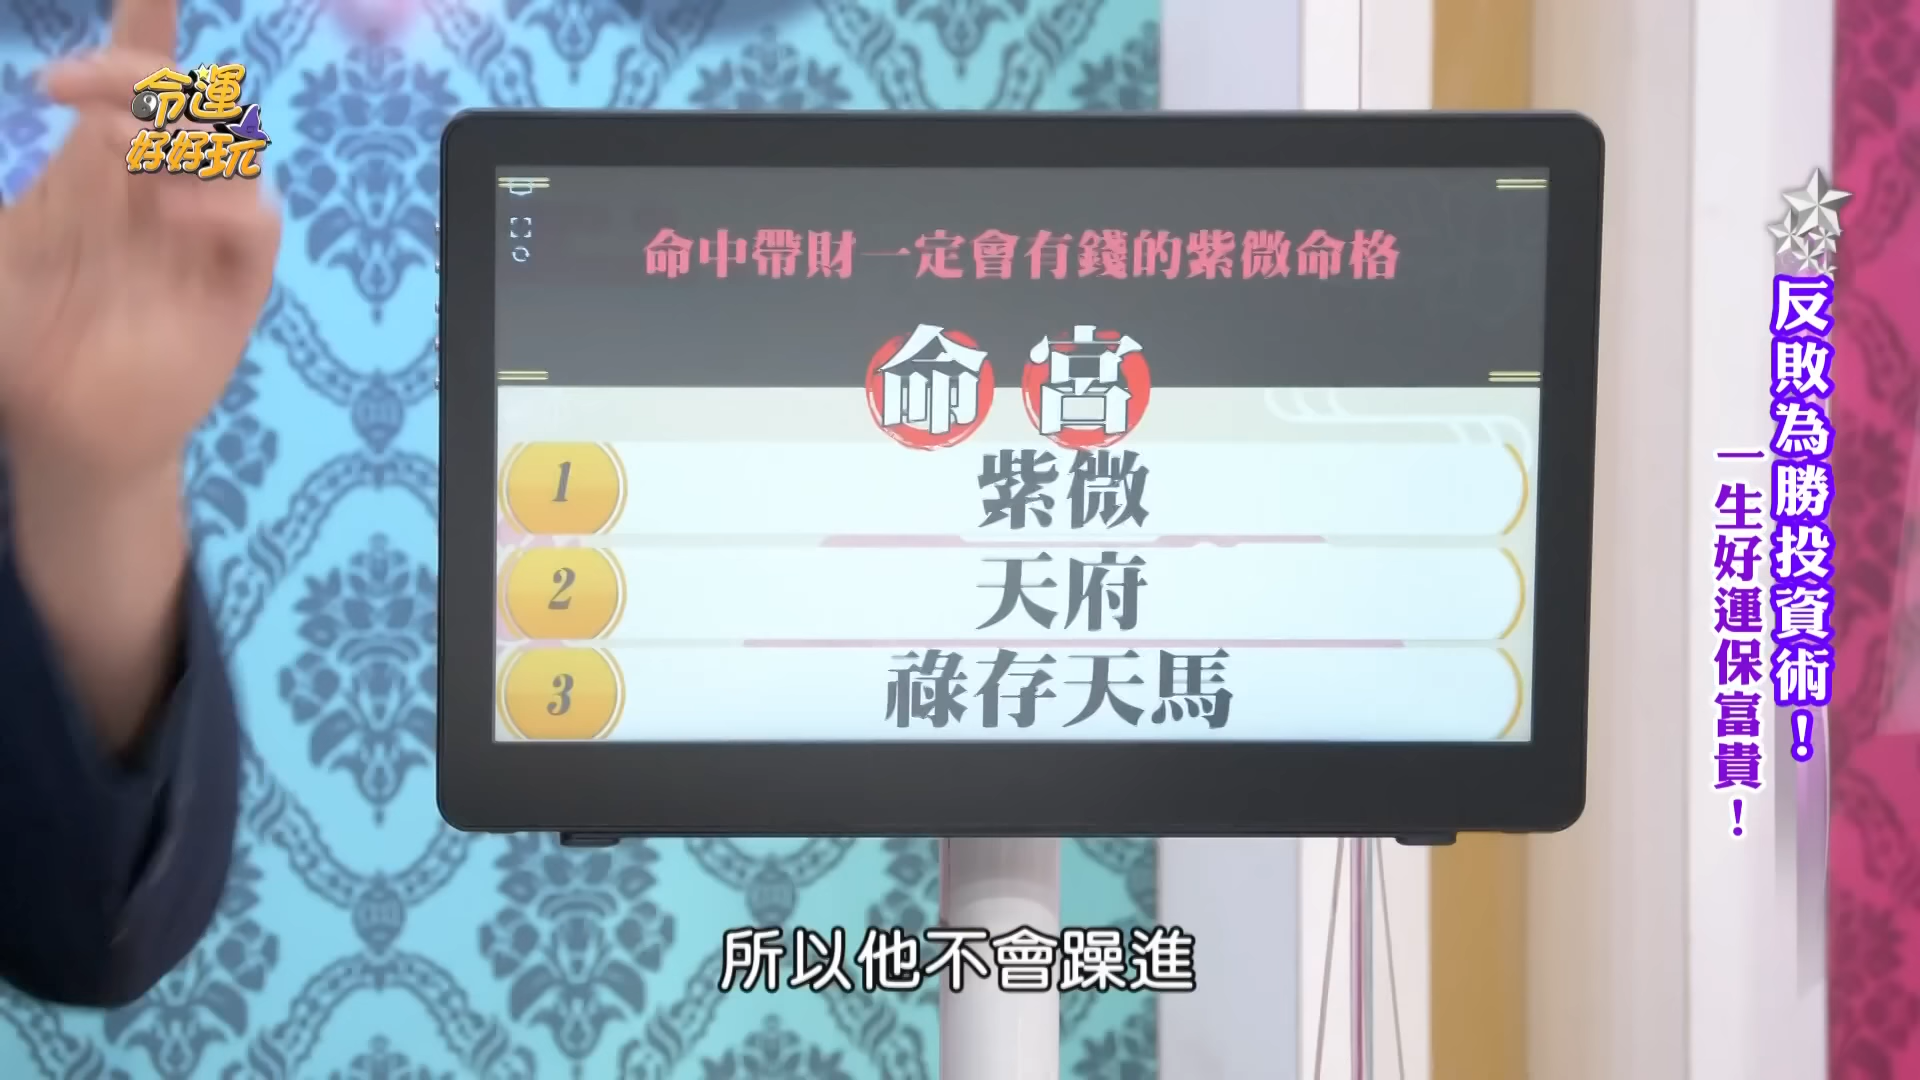 命運
好好玩
命中帶財一定會有錢的紫微命格
命宮
1 紫微
2 天府
3 祿存天馬
反敗為勝投資術！
一生好運保富貴！
所以他不會躁進